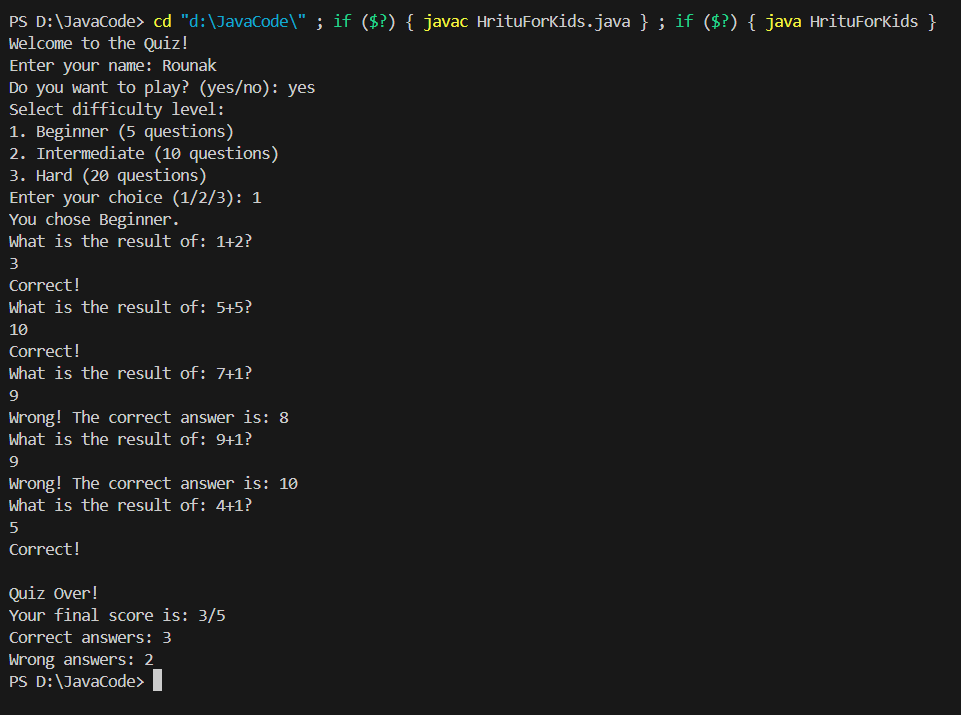 PS D:\JavaCode> cd "d:\JavaCode\" ; if ($?) { javac HrituForKids.java } ; if ($?) { java HrituForKids }
Welcome to the Quiz!
Enter your name: Rounak
Do you want to play? (yes/no): yes
Select difficulty level:
1. Beginner (5 questions)
2. Intermediate (10 questions)
3. Hard (20 questions)
Enter your choice (1/2/3): 1
You chose Beginner.
What is the result of: 1+2?
3
Correct!
What is the result of: 5+5?
10
Correct!
What is the result of: 7+1?
9
Wrong! The correct answer is: 8
What is the result of: 9+1?
9
Wrong! The correct answer is: 10
What is the result of: 4+1?
5
Correct!

Quiz Over!
Your final score is: 3/5
Correct answers: 3
Wrong answers: 2
PS D:\JavaCode>